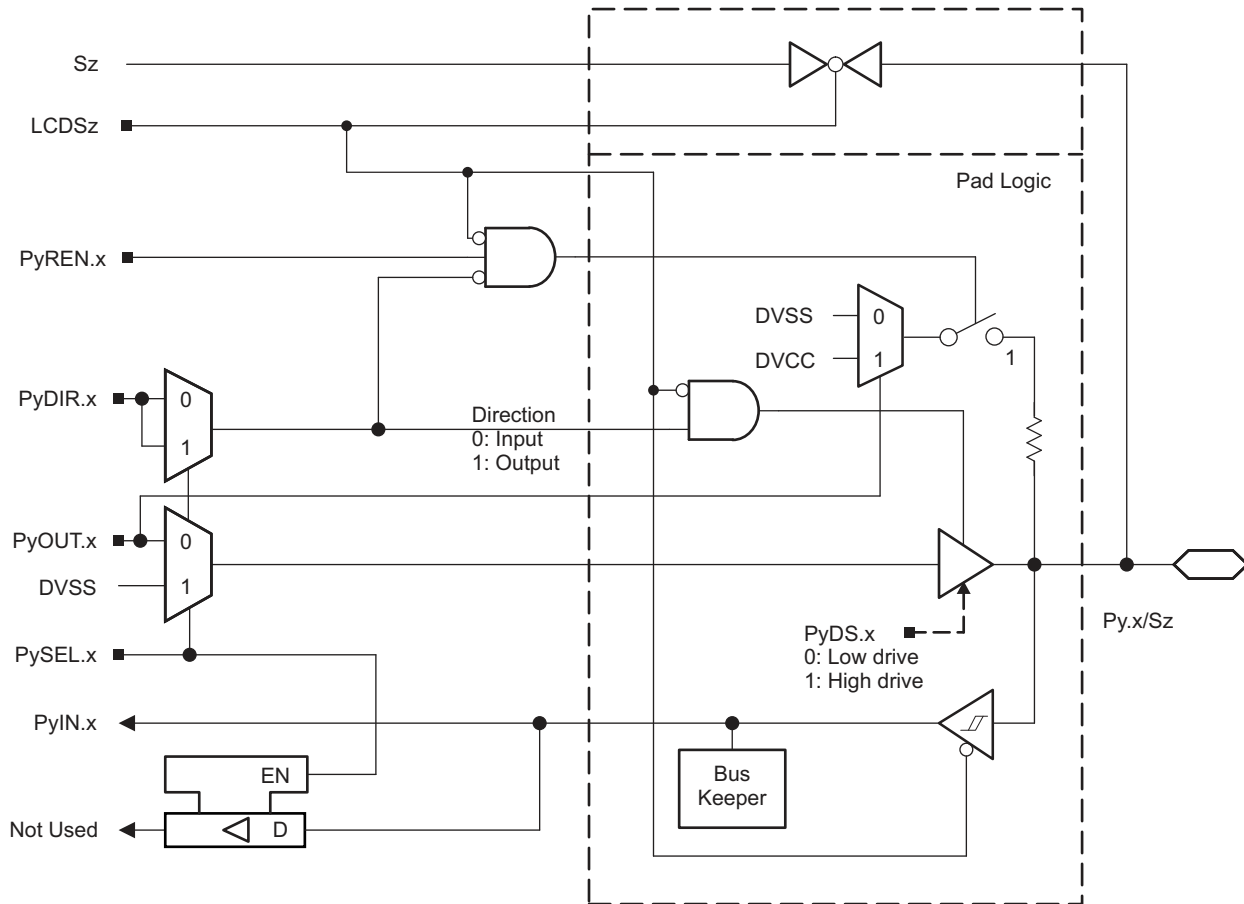 Sz
LCDSz
Pad Logic
PyREN.x
DVSS
0
DVCC
1
1
PyDIR.x
0
1
Direction
0: Input
1: Output
PyOUT.x
0
DVSS
1
PySEL.x
PyDS.x
0: Low drive
1: High drive
Py.x/Sz
PyIN.x
Bus
Keeper
EN
Not Used
D